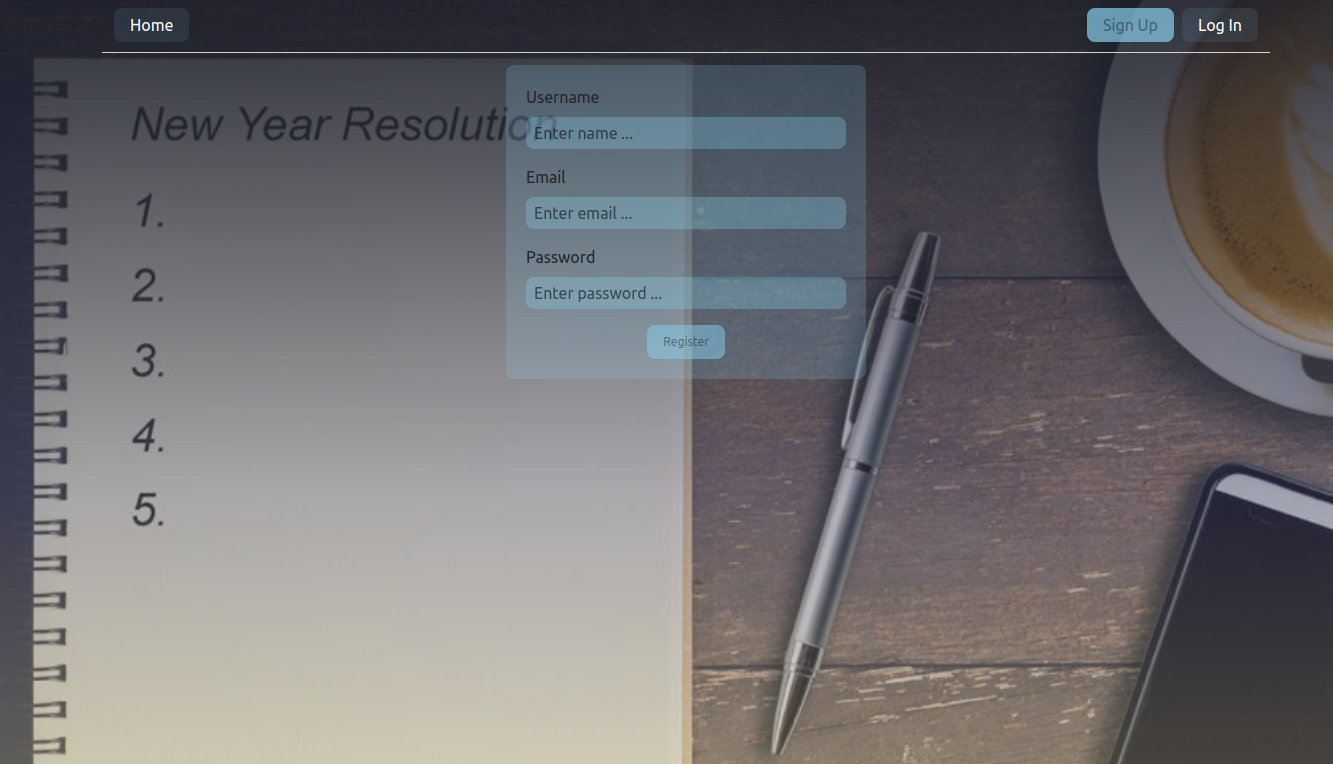 Home
Sign Up
Log In
Username
New Year Resolution
Enter name ...
Email
1.
Enter email ...
Password
2.
Enter password ...
Register
3.
4.
5.